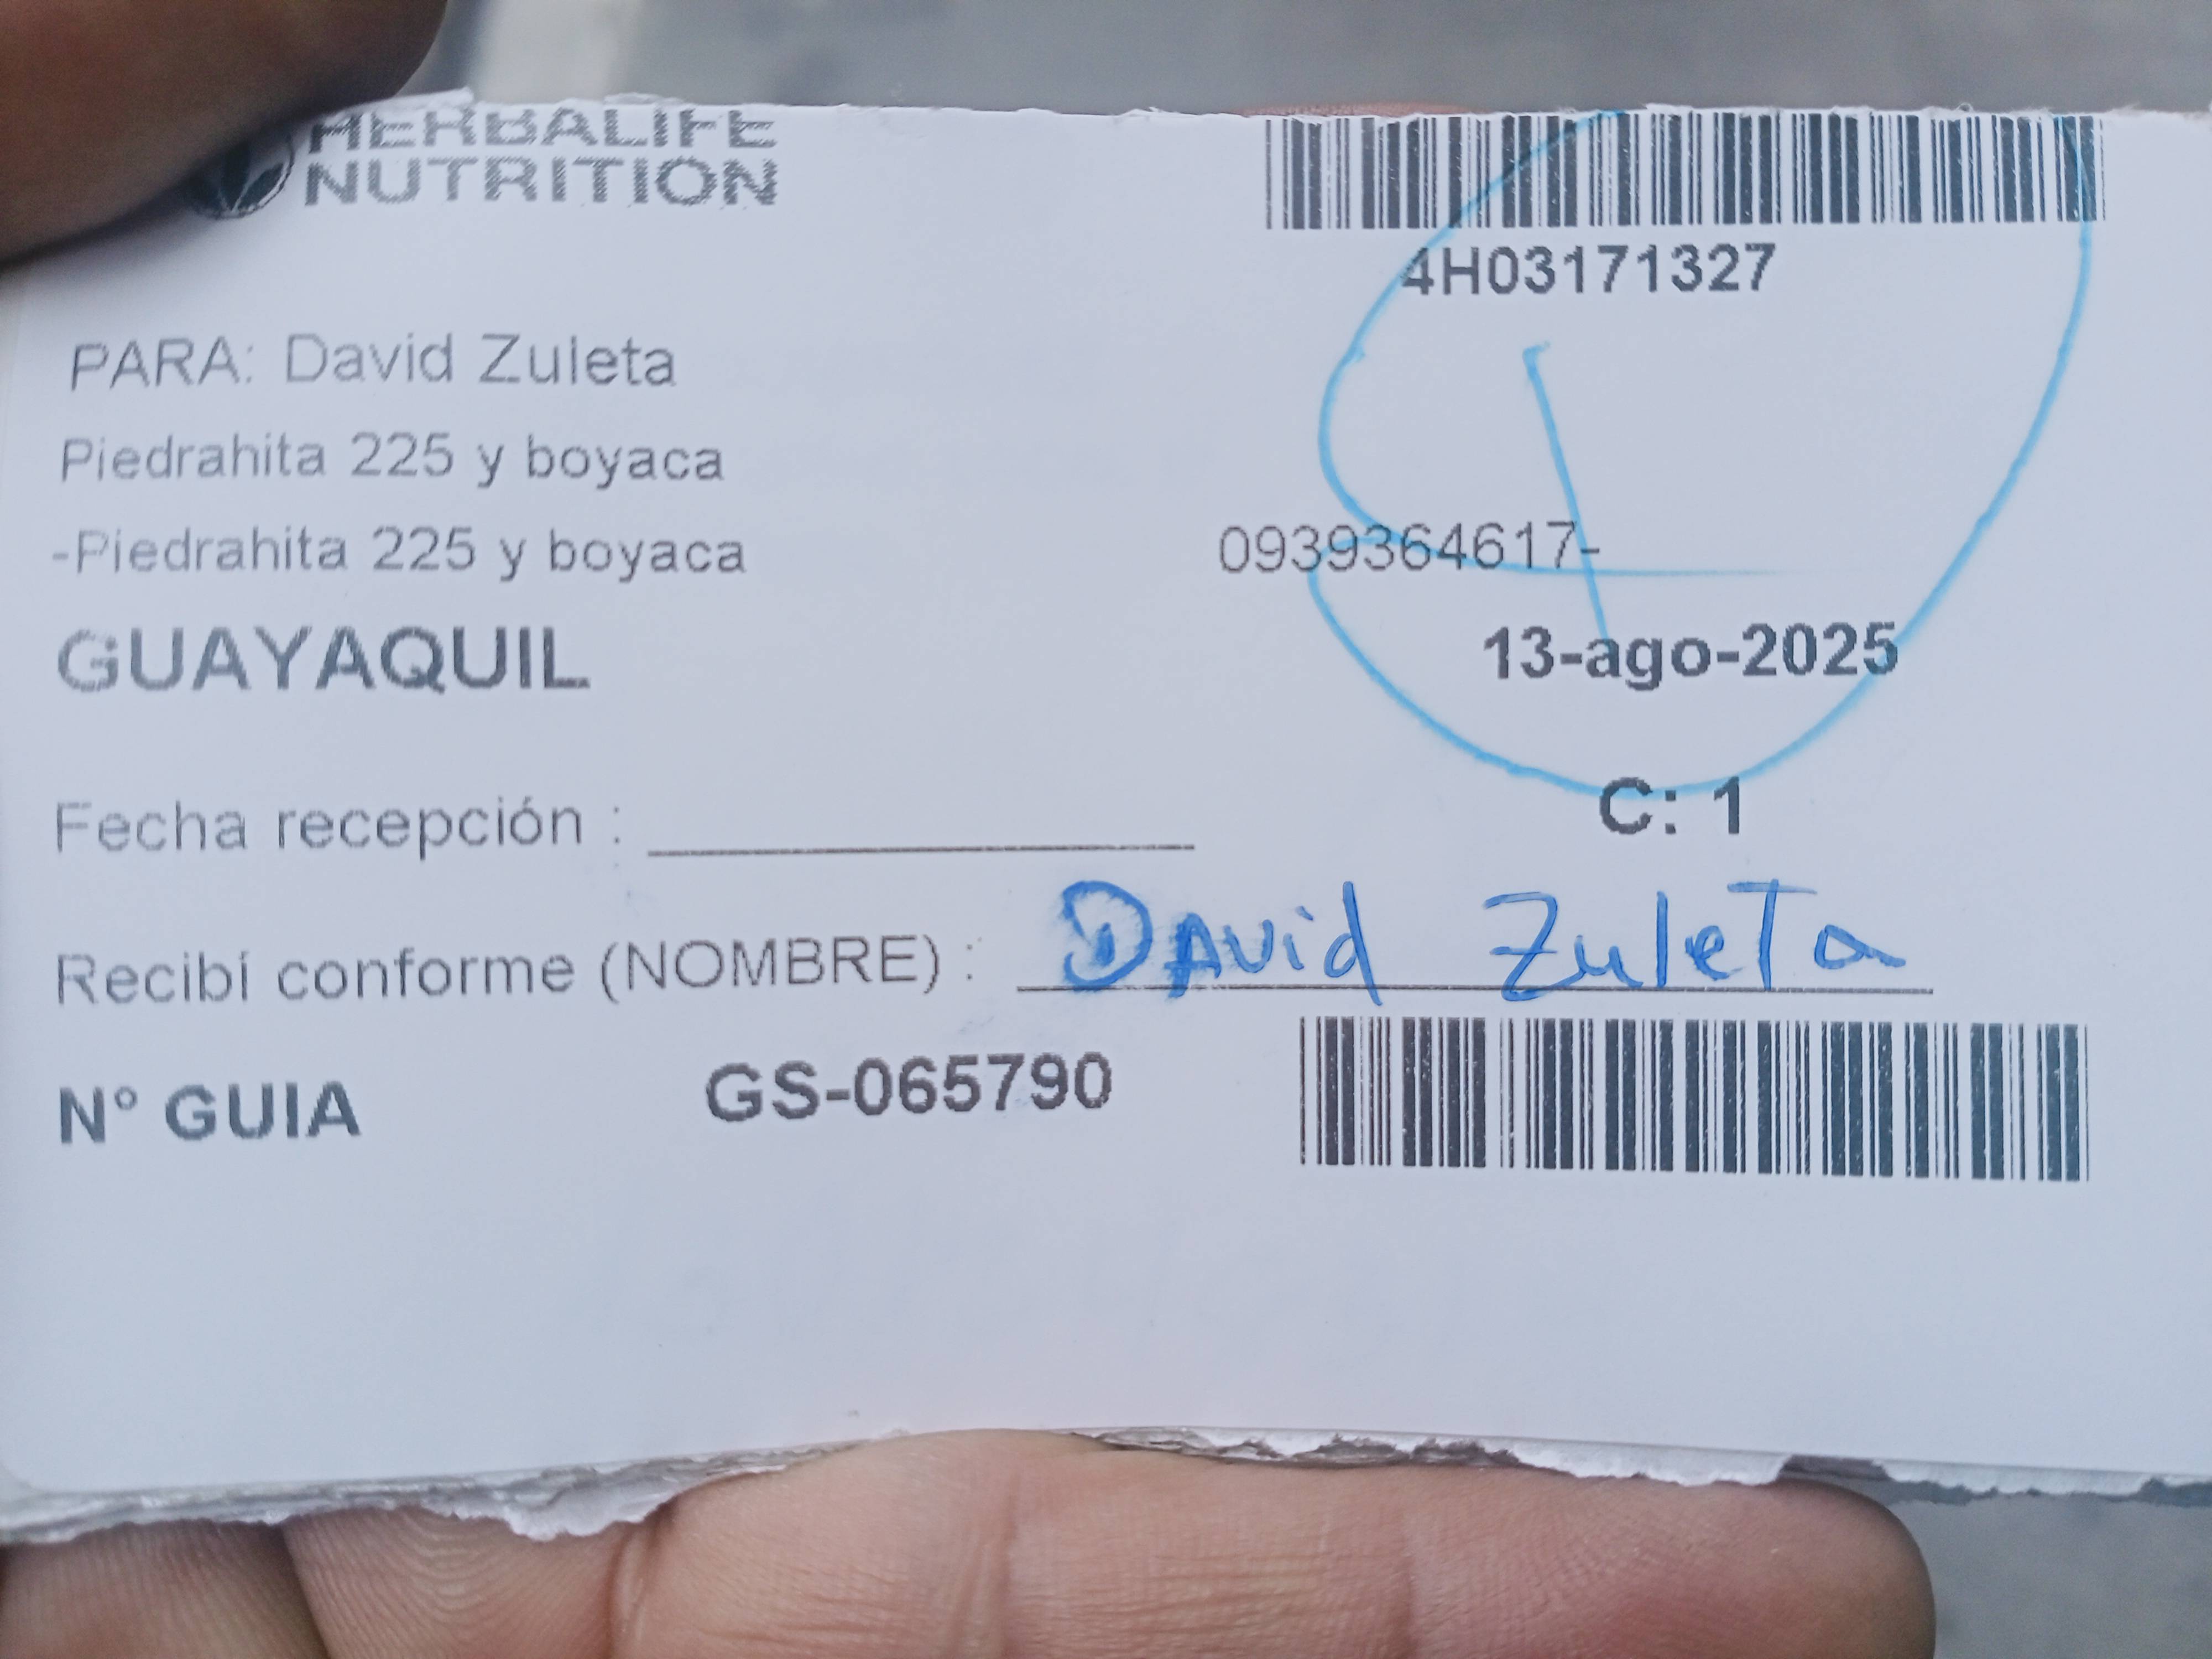 HERBALIFE
NUTRITION
4H03171327
PARA: David Zuleta
Piedrahita 225 y boyaca
-Piedrahita 225 y boyaca
0939364617-
GUAYAQUIL
13-ago-2025
C: 1
Fecha recepción :
Recibí conforme (NOMBRE) : DAvid ZuleTa
N° GUIA GS-065790